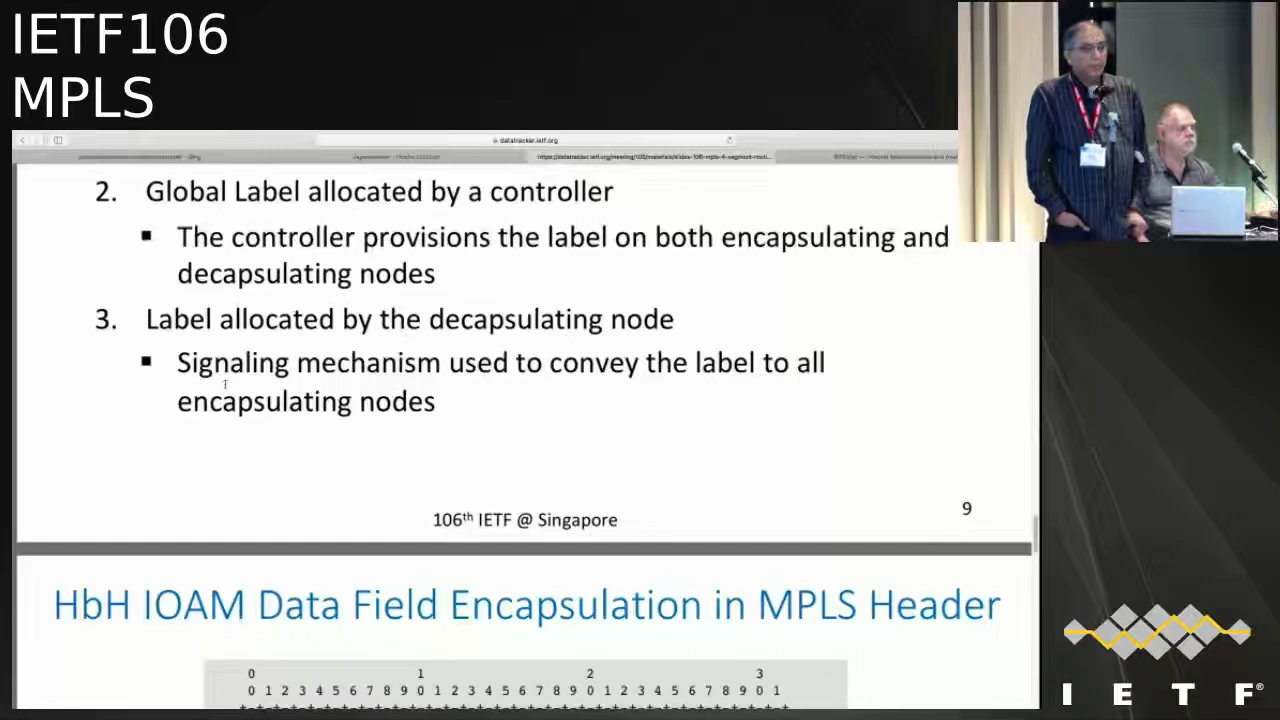 IETF106
MPLS
datatracker.ietf.org
2. Global Label allocated by a controller
▪ The controller provisions the label on both encapsulating and
decapsulating nodes
3. Label allocated by the decapsulating node
▪ Signaling mechanism used to convey the label to all
encapsulating nodes
106th IETF @ Singapore
9
HbH IOAM Data Field Encapsulation in MPLS Header
0 1 2 3
0 1 2 3 4 5 6 7 8 9 0 1 2 3 4 5 6 7 8 9 0 1 2 3 4 5 6 7 8 9 0 1
I E T F®